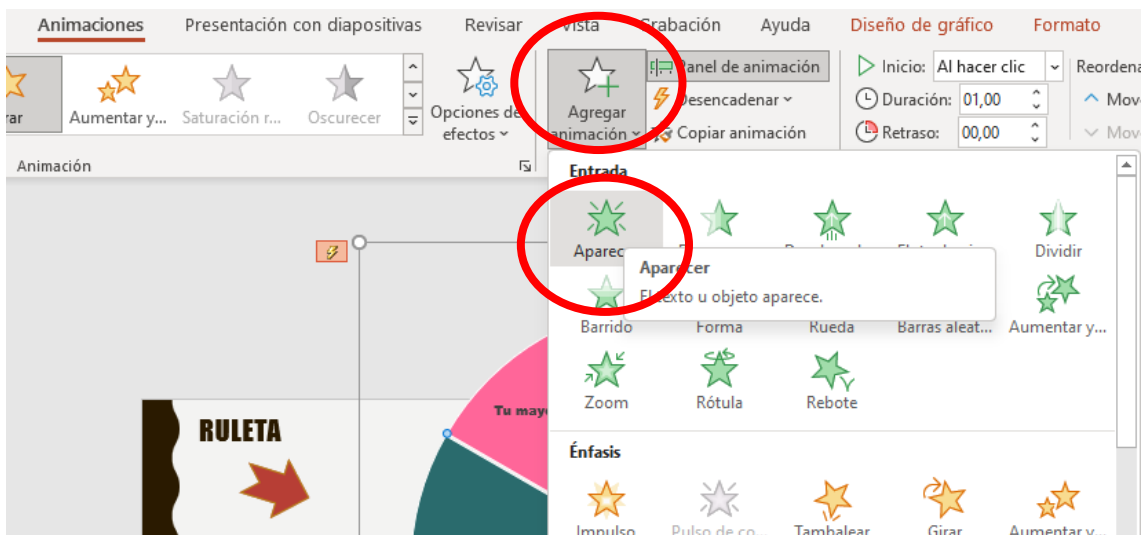 Animaciones Presentación con diapositivas Revisar Vista Grabación Ayuda Diseño de gráfico Formato
Aumentar y... Saturación r... Oscurecer
Opciones de
efectos
Agregar
animación
Panel de animación
Desencadenar
Copiar animación
Inicio: Al hacer clic
Duración: 01,00
Retraso: 00,00
Animación
Entrada
Dividir
Aparecer
El texto u objeto aparece.
Barrido Forma Rueda Barras aleat... Aumentar y...
Zoom Rótula Rebote
Énfasis
Impulso Pulso de co... Tambalear Girar Aumentar y...
Tu
RULETA